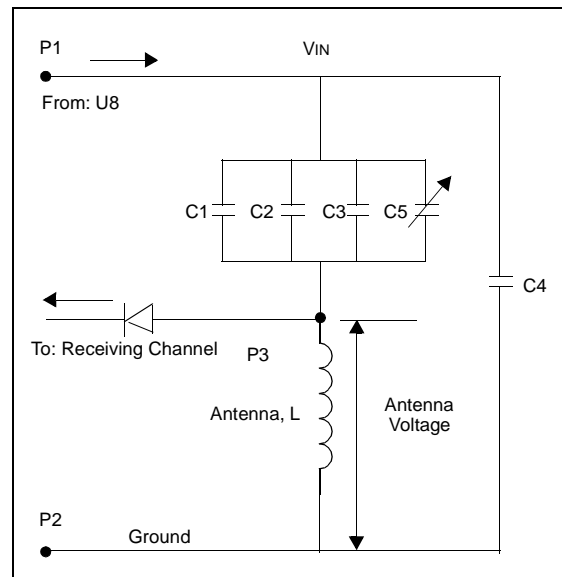 P1
VIN
From: U8
C1
C2
C3
C5
C4
To: Receiving Channel
P3
Antenna, L
Antenna
Voltage
P2
Ground